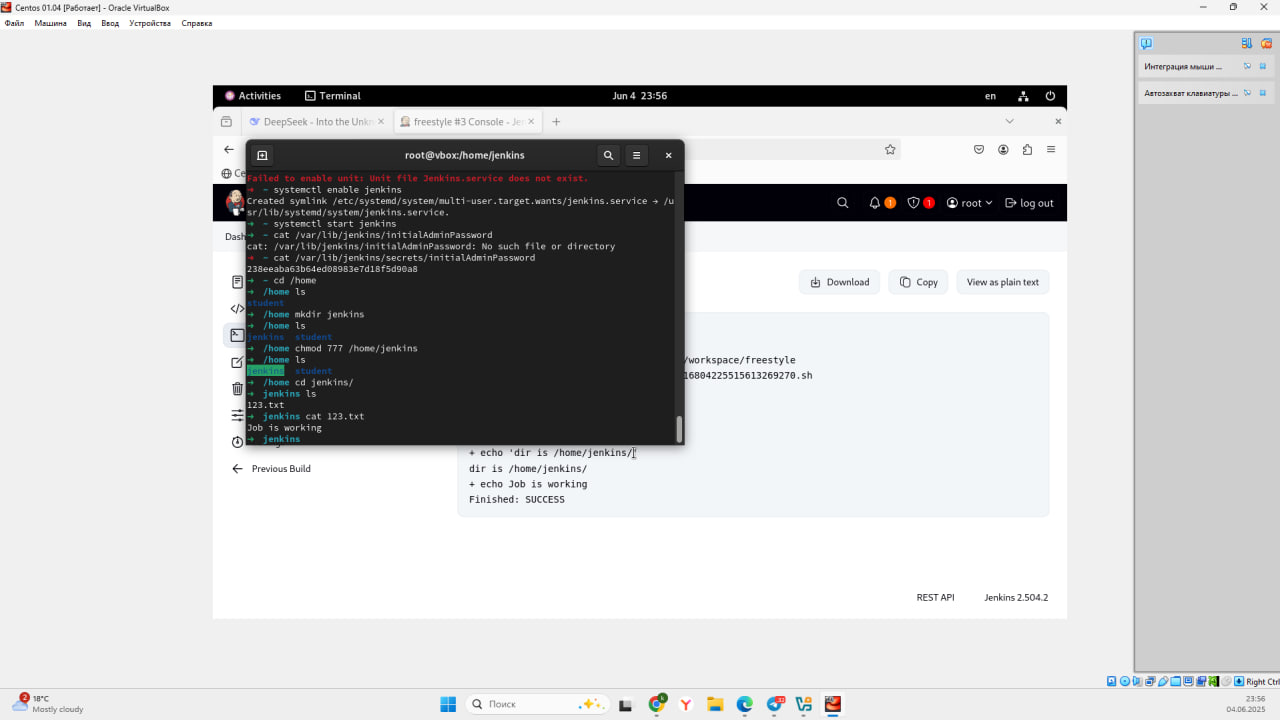 Centos 01.04 [Работает] - Oracle VirtualBox
Файл Машина Вид Ввод Устройства Справка
Интеграция мыши ...
Автозахват клавиатуры ...
Activities Terminal Jun 4 23:56 en
DeepSeek - Into the Unkn × freestyle #3 Console - Jen × +
root@vbox:/home/jenkins
Failed to enable unit: Unit file Jenkins.service does not exist.
➜ ~ systemctl enable jenkins
Created symlink /etc/systemd/system/multi-user.target.wants/jenkins.service → /u
sr/lib/systemd/system/jenkins.service.
➜ ~ systemctl start jenkins
➜ ~ cat /var/lib/jenkins/initialAdminPassword
cat: /var/lib/jenkins/initialAdminPassword: No such file or directory
➜ ~ cat /var/lib/jenkins/secrets/initialAdminPassword
238eeaba63b64ed08983e7d18f5d90a8
➜ ~ cd /home
➜ /home ls
student
➜ /home mkdir jenkins
➜ /home ls
jenkins student
➜ /home chmod 777 /home/jenkins
➜ /home ls
jenkins student
➜ /home cd jenkins/
➜ jenkins ls
123.txt
➜ jenkins cat 123.txt
Job is working
➜ jenkins
Ce
1 1 root log out
Dash
Download Copy View as plain text
/workspace/freestyle
16804225515613269270.sh
Previous Build
+ echo 'dir is /home/jenkins/'
dir is /home/jenkins/
+ echo Job is working
Finished: SUCCESS
REST API Jenkins 2.504.2
Right Ctrl
2 18°C
Mostly cloudy
Поиск
23:56
04.06.2025